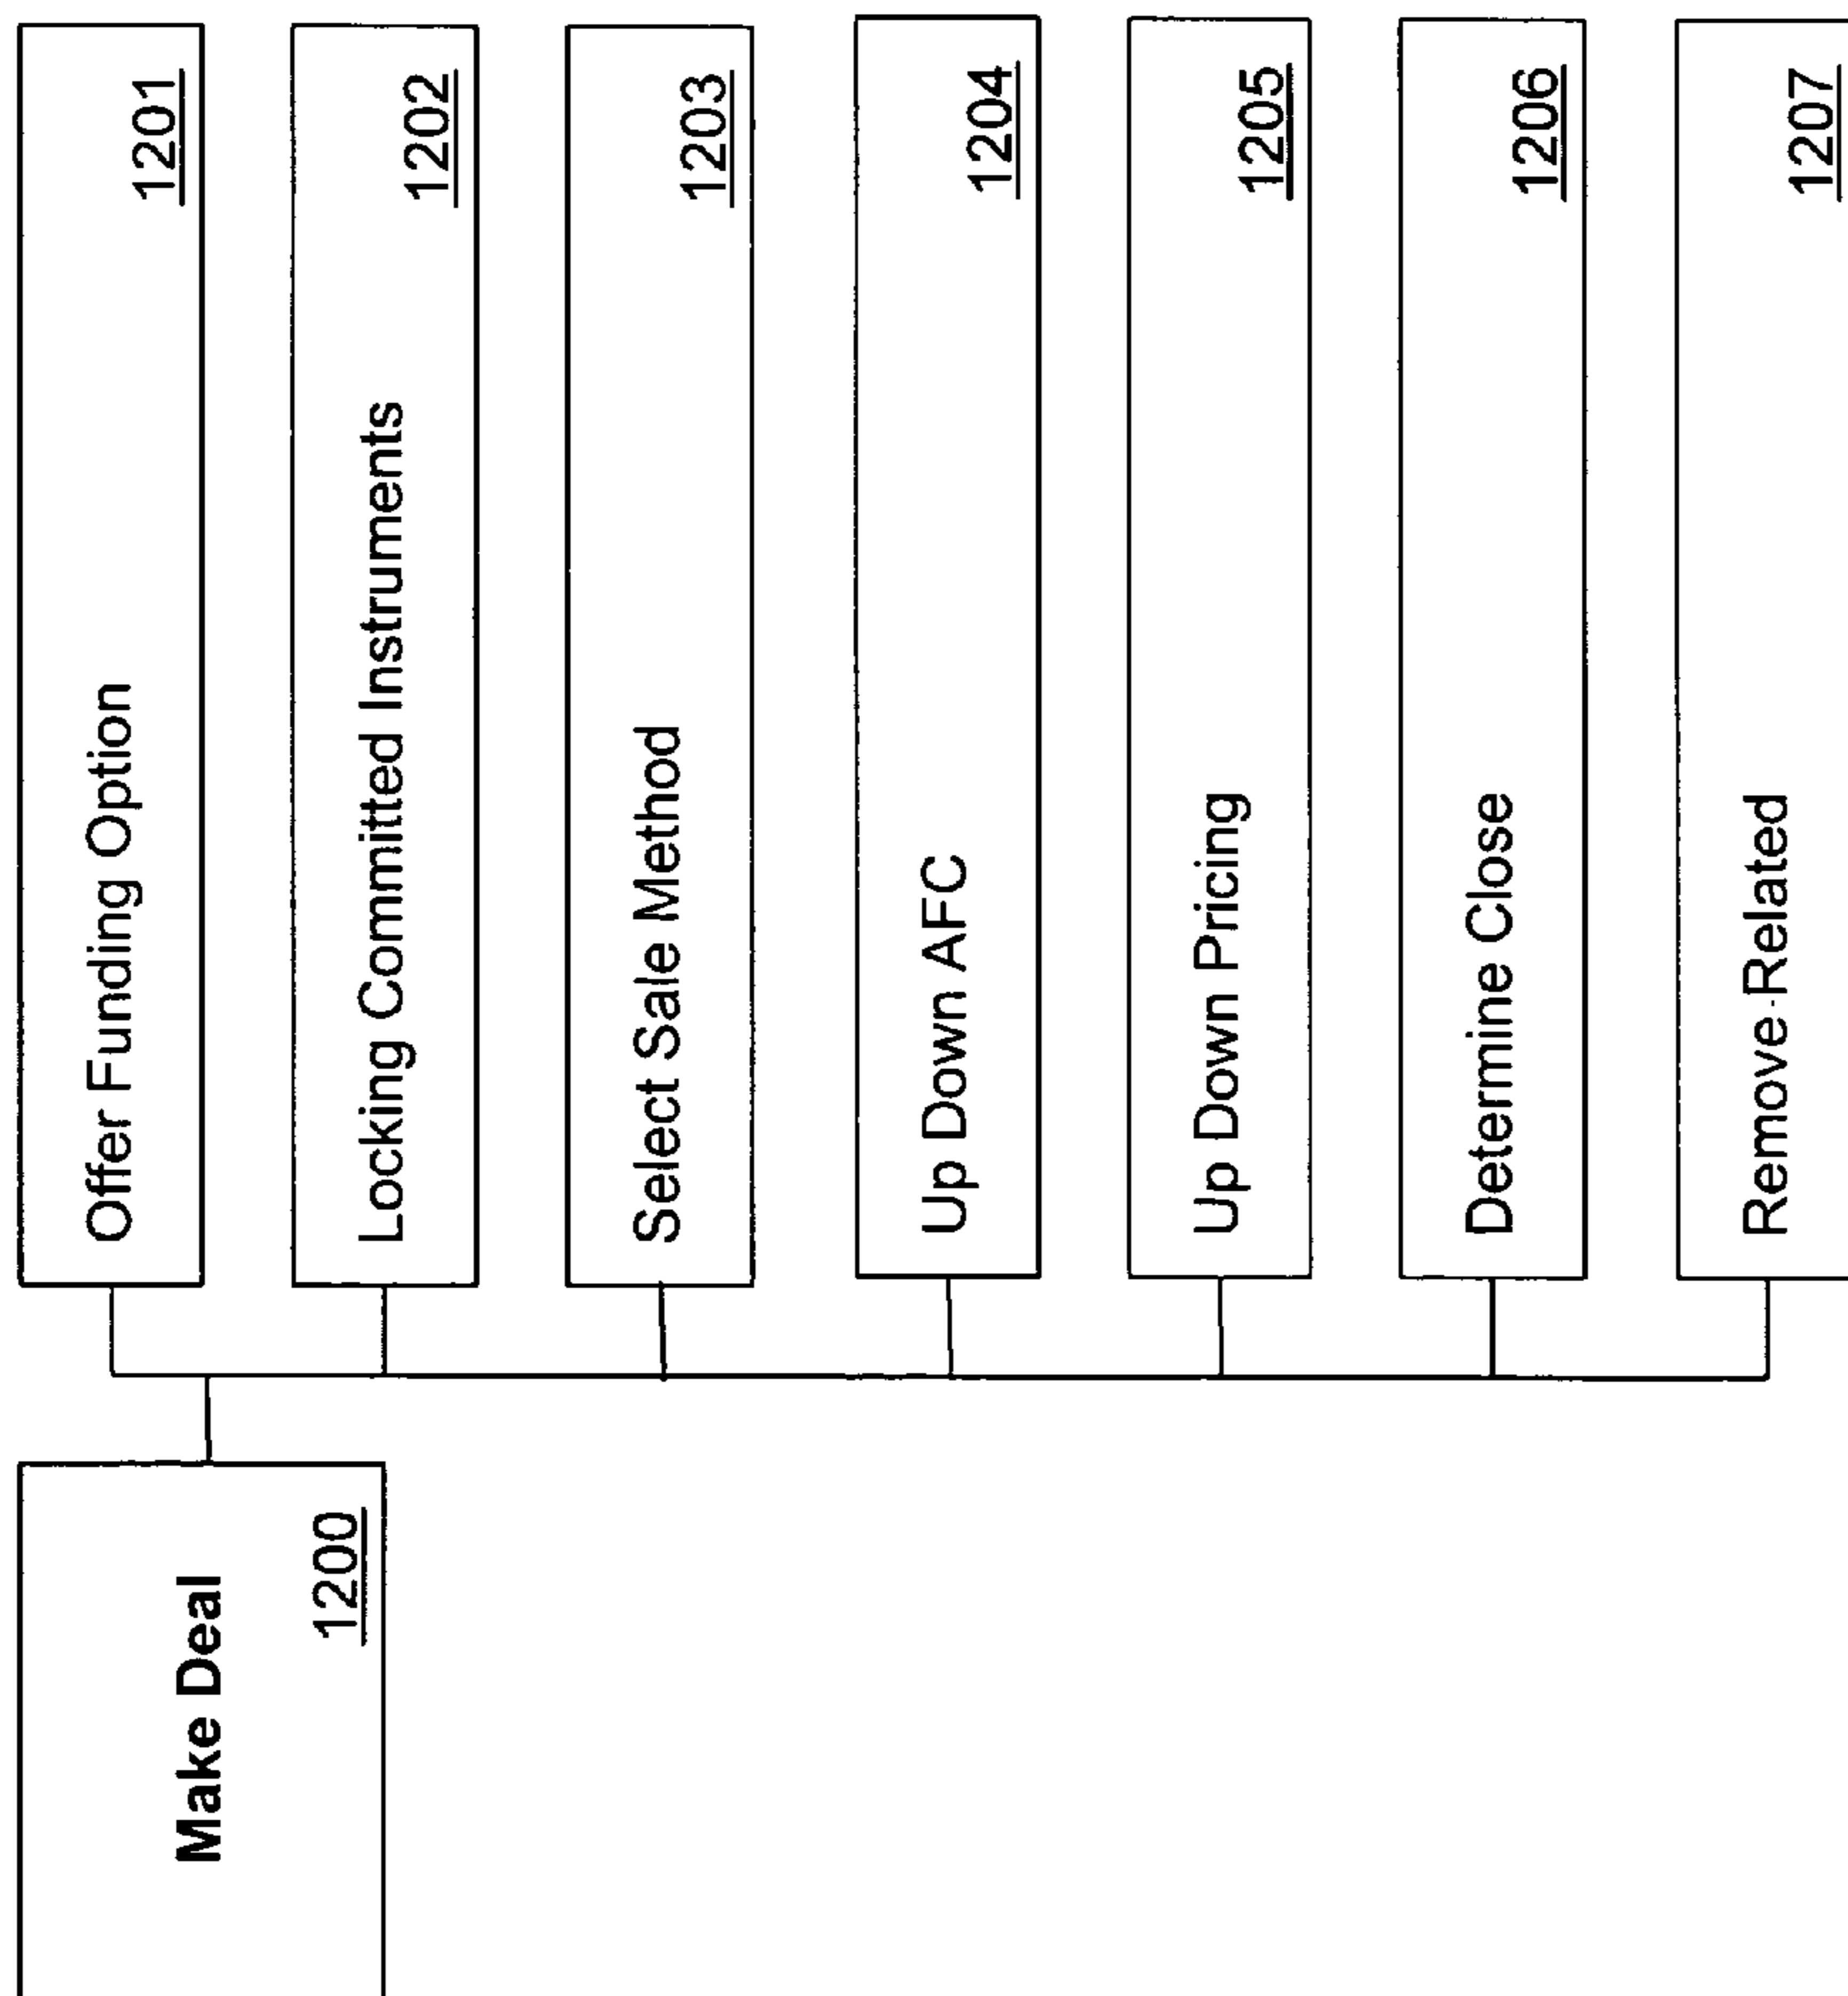 Make Deal
1200
Offer Funding Option
1201
Locking Committed Instruments
1202
Select Sale Method
1203
Up Down AFC
1204
Up Down Pricing
1205
Determine Close
1206
Remove-Related
1207